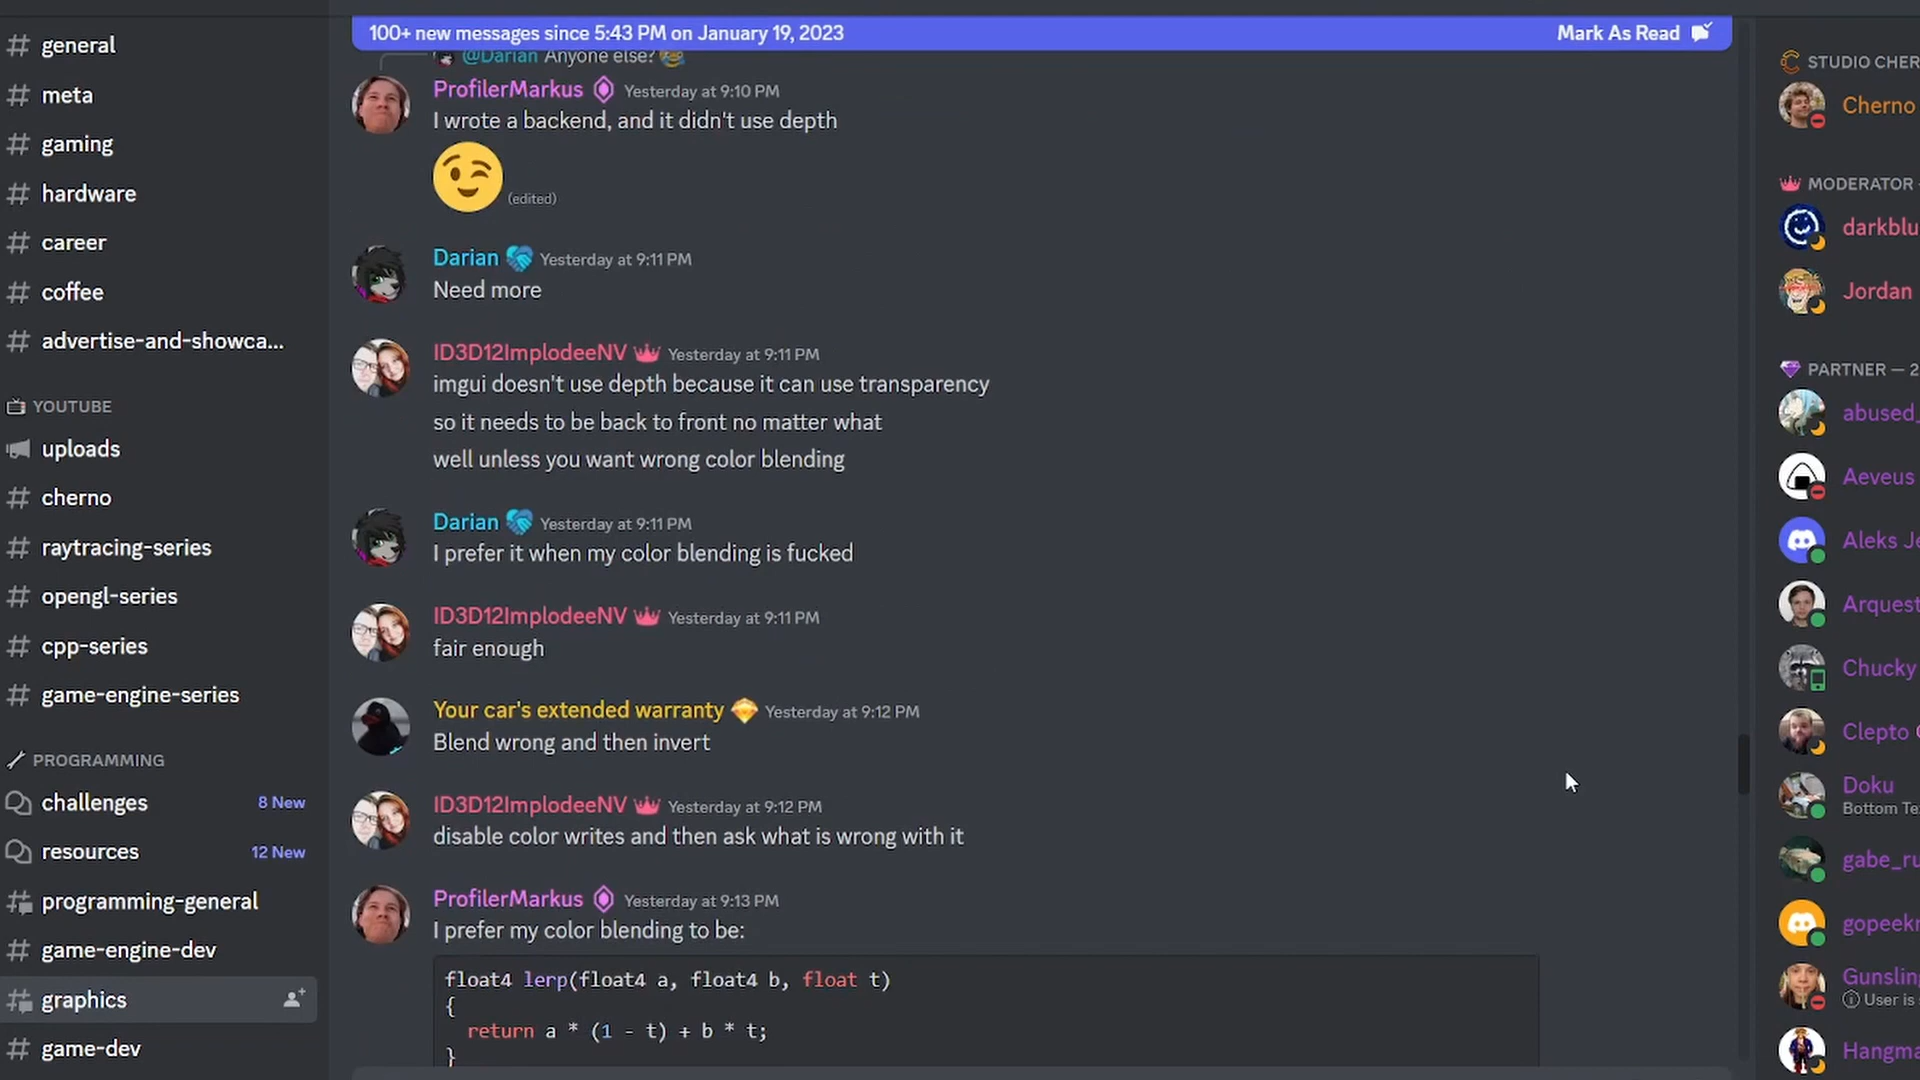 general
meta
gaming
hardware
career
coffee
advertise-and-showca...
YOUTUBE
uploads
cherno
raytracing-series
opengl-series
cpp-series
game-engine-series
PROGRAMMING
challenges 8 New
resources 12 New
programming-general
game-engine-dev
graphics
game-dev
100+ new messages since 5:43 PM on January 19, 2023 Mark As Read
@Darian Anyone else?
ProfilerMarkus Yesterday at 9:10 PM
I wrote a backend, and it didn't use depth
(edited)
Darian Yesterday at 9:11 PM
Need more
ID3D12ImplodeeNV Yesterday at 9:11 PM
imgui doesn't use depth because it can use transparency
so it needs to be back to front no matter what
well unless you want wrong color blending
Darian Yesterday at 9:11 PM
I prefer it when my color blending is fucked
ID3D12ImplodeeNV Yesterday at 9:11 PM
fair enough
Your car's extended warranty Yesterday at 9:12 PM
Blend wrong and then invert
ID3D12ImplodeeNV Yesterday at 9:12 PM
disable color writes and then ask what is wrong with it
ProfilerMarkus Yesterday at 9:13 PM
I prefer my color blending to be:
float4 lerp(float4 a, float4 b, float t)
{
return a * (1 - t) + b * t;
}
STUDIO CHER
Cherno
MODERATOR
darkblu
Jordan
PARTNER — 2
abused_
Aeveus
Aleks Je
Arquest
Chucky
Clepto
Doku
Bottom Te
gabe_ru
gopeekr
Gunsling
User is
Hangma